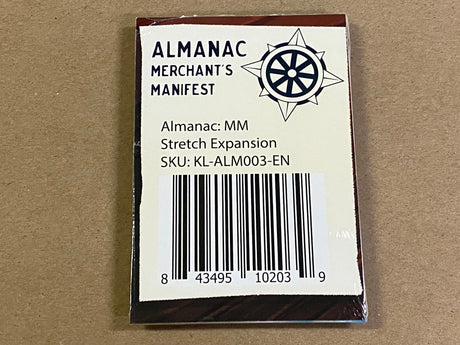 ALMANAC
MERCHANT'S
MANIFEST
Almanac: MM
Stretch Expansion
SKU: KL-ALM003-EN
8 43495 10203 9